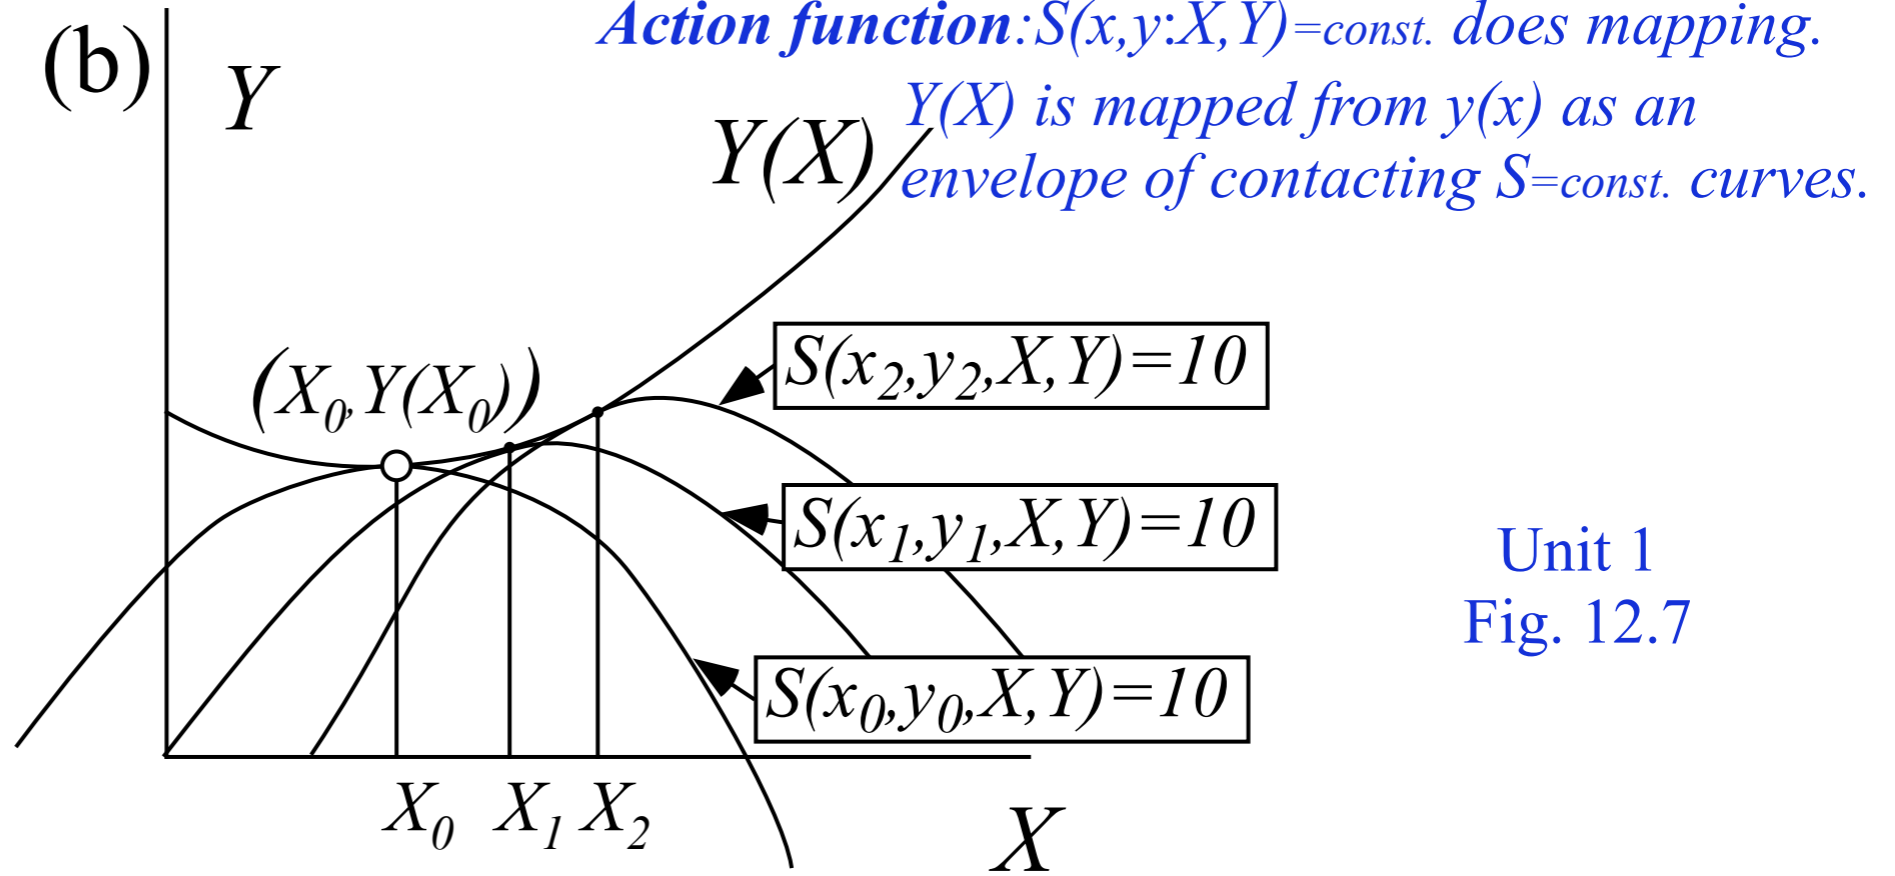 (b)
Action function:S(x,y:X,Y)=const. does mapping.
Y
Y(X) is mapped from y(x) as an
Y(X)
envelope of contacting S=const. curves.
(X0,Y(X0))
S(x2,y2,X,Y)=10
S(x1,y1,X,Y)=10
Unit 1
Fig. 12.7
S(x0,y0,X,Y)=10
X0 X1 X2
X